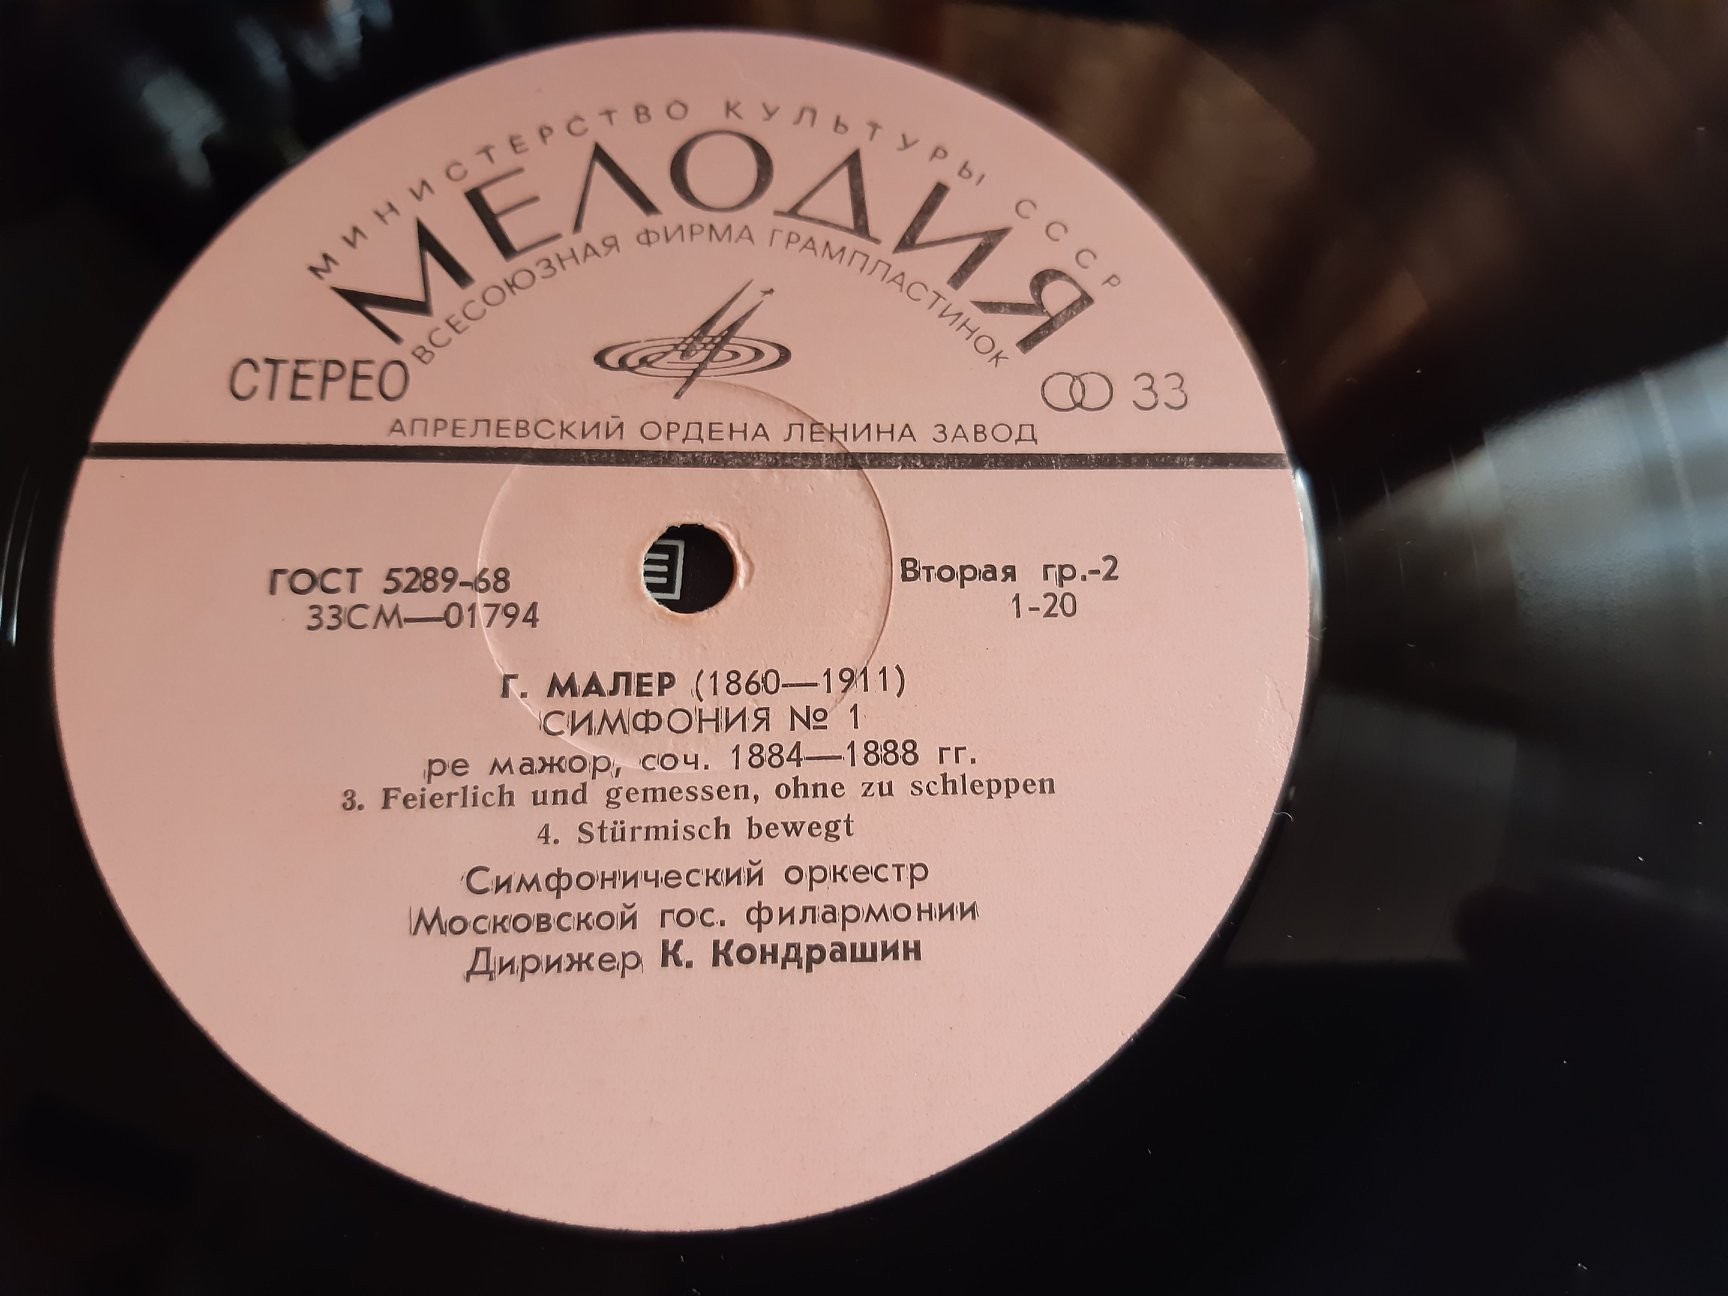 МИНИСТЕРСТВО КУЛЬТУРЫ СССР
МЕЛОДИЯ
ВСЕСОЮЗНАЯ ФИРМА ГРАМПЛАСТИНОК
СТЕРЕО
33
АПРЕЛЕВСКИЙ ОРДЕНА ЛЕНИНА ЗАВОД
ГОСТ 5289-68
Вторая гр.-2
33СМ—01794
1-20
Г. МАЛЕР (1860—1911)
СИМФОНИЯ № 1
ре мажор, соч. 1884—1888 гг.
3. Feierlich und gemessen, ohne zu schleppen
4. Stürmisch bewegt
Симфонический оркестр
Московской гос. филармонии
Дирижер К. Кондрашин